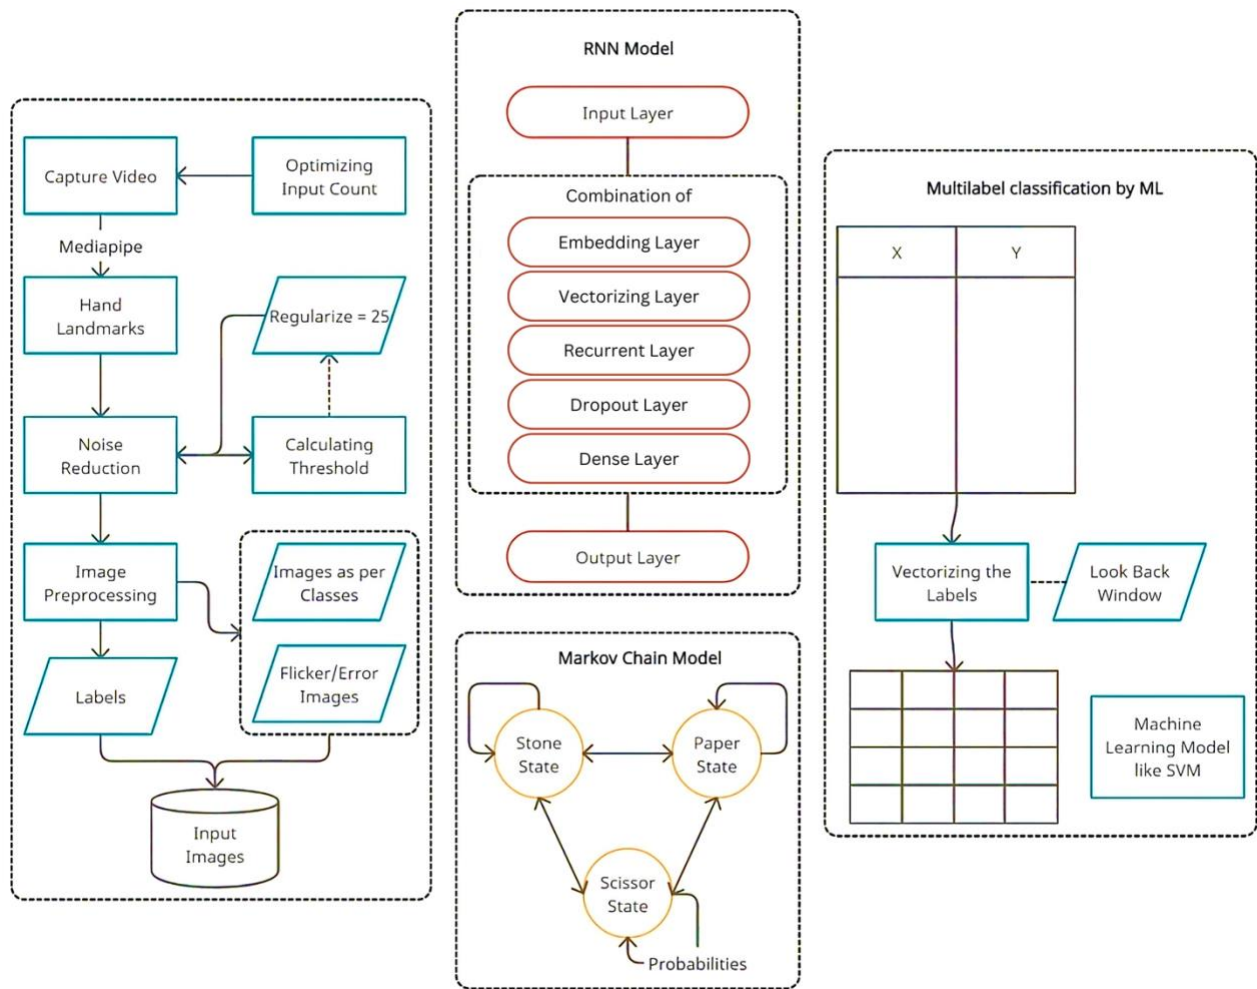 Capture Video
Optimizing
Input Count
Mediapipe
Hand
Landmarks
Regularize = 25
Noise
Reduction
Calculating
Threshold
Image
Preprocessing
Images as per
Classes
Labels
Flicker/Error
Images
Input
Images
RNN Model
Input Layer
Combination of
Embedding Layer
Vectorizing Layer
Recurrent Layer
Dropout Layer
Dense Layer
Output Layer
Markov Chain Model
Stone
State
Paper
State
Scissor
State
Probabilities
Multilabel classification by ML
X
Y
Vectorizing the
Labels
Look Back
Window
Machine
Learning Model
like SVM